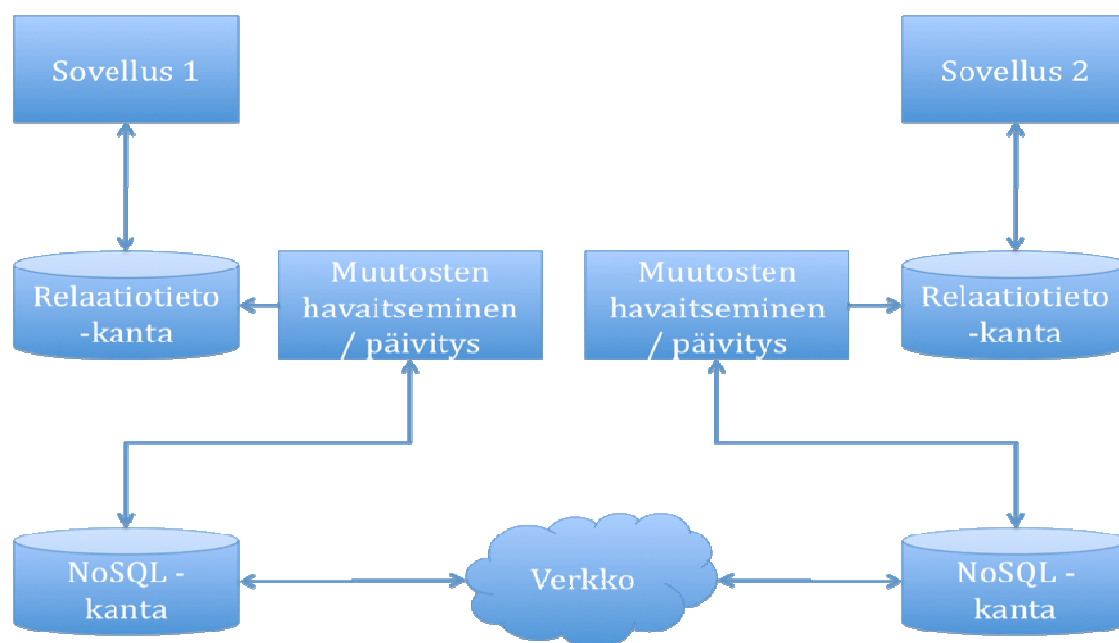 Sovellus 1
Sovellus 2
Relaatiotieto
-kanta
Muutosten
havaitseminen
/ päivitys
Muutosten
havaitseminen
/ päivitys
Relaatiotieto
-kanta
NoSQL -
kanta
Verkko
NoSQL -
kanta